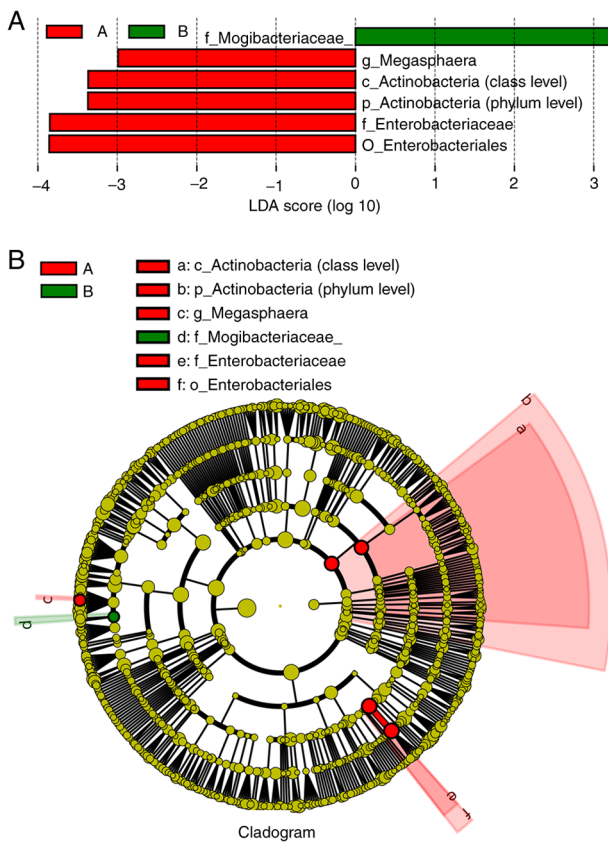 A
A B
f_Mogibacteriaceae_
g_Megasphaera
c_Actinobacteria (class level)
p_Actinobacteria (phylum level)
f_Enterobacteriaceae
O_Enterobacteriales
−4 −3 −2 −1 0 1 2 3
LDA score (log 10)
B
A
B
a: c_Actinobacteria (class level)
b: p_Actinobacteria (phylum level)
c: g_Megasphaera
d: f_Mogibacteriaceae_
e: f_Enterobacteriaceae
f: o_Enterobacteriales
b
a
c
d
e
f
Cladogram